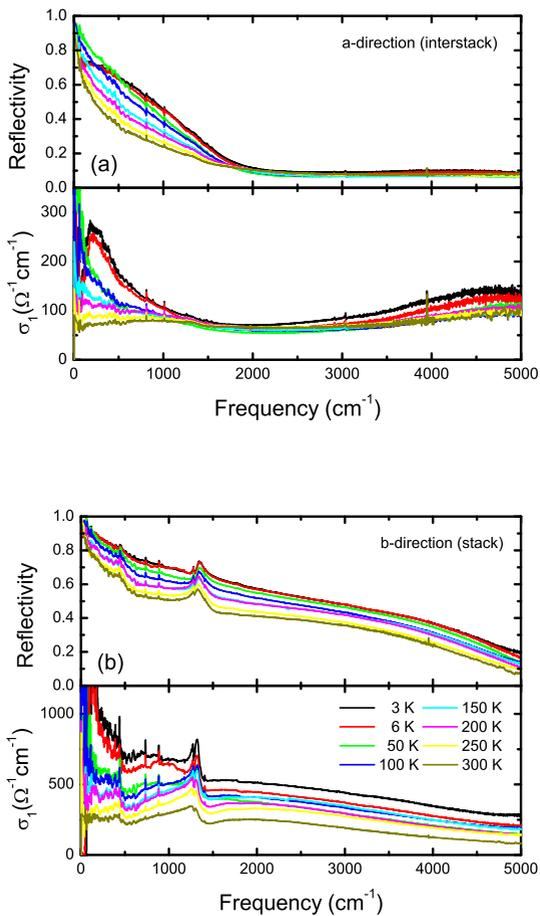 1.0
a-direction (interstack)
0.8
0.6
0.4
0.2
0.0
Reflectivity
(a)
300
200
100
0
σ₁(Ω⁻¹cm⁻¹)
0 1000 2000 3000 4000 5000
Frequency (cm⁻¹)
1.0
b-direction (stack)
0.8
0.6
0.4
0.2
0.0
Reflectivity
(b)
1000
500
0
σ₁(Ω⁻¹cm⁻¹)
3 K 150 K
6 K 200 K
50 K 250 K
100 K 300 K
0 1000 2000 3000 4000 5000
Frequency (cm⁻¹)